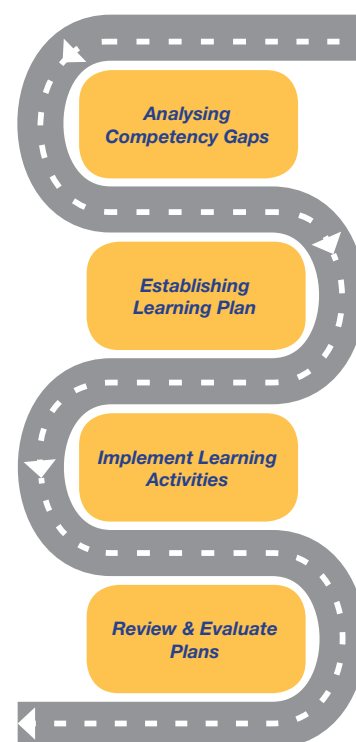 Analysing
Competency Gaps
Establishing
Learning Plan
Implement Learning
Activities
Review & Evaluate
Plans